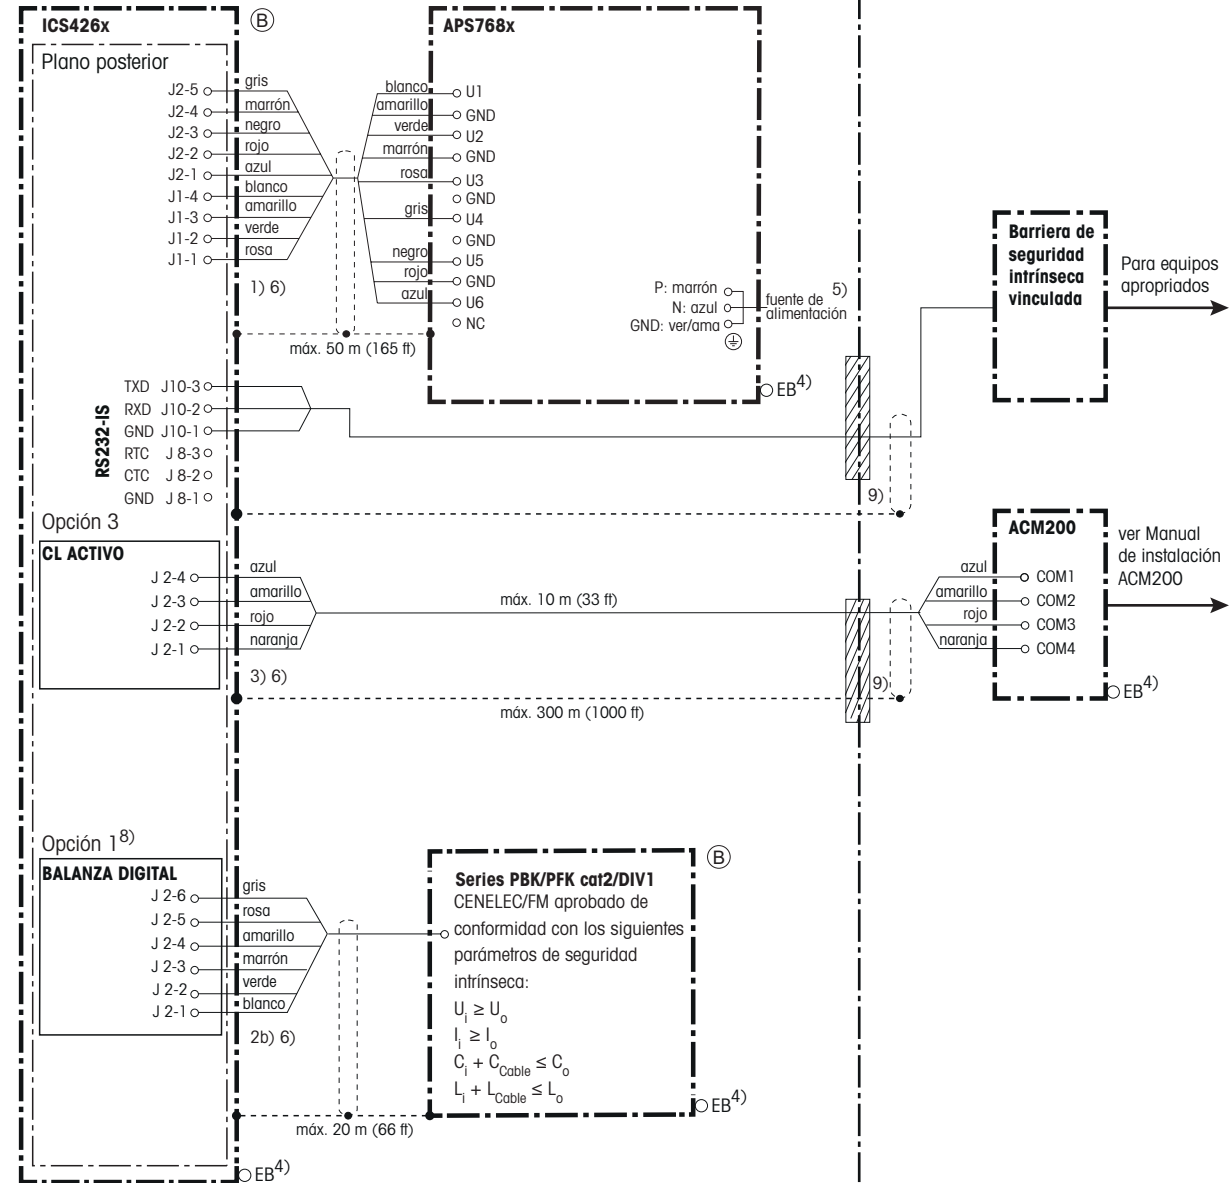 ICS426x
B
APS768x
Plano posterior
J2-5 gris
J2-4 marrón
J2-3 negro
J2-2 rojo
J2-1 azul
J1-4 blanco
J1-3 amarillo
J1-2 verde
J1-1 rosa
1) 6)
blanco U1
amarillo GND
verde U2
marrón GND
rosa U3
GND
gris U4
GND
negro U5
rojo GND
azul U6
NC
máx. 50 m (165 ft)
P: marrón
N: azul
GND: ver/ama
fuente de
alimentación
5)
EB4)
Barriera de
seguridad
intrínseca
vinculada
Para equipos
apropriados
RS232-IS
TXD J10-3
RXD J10-2
GND J10-1
RTC J 8-3
CTC J 8-2
GND J 8-1
9)
Opción 3
CL ACTIVO
J 2-4 azul
J 2-3 amarillo
J 2-2 rojo
J 2-1 naranja
3) 6)
máx. 10 m (33 ft)
máx. 300 m (1000 ft)
9)
ACM200
azul COM1
amarillo COM2
rojo COM3
naranja COM4
EB4)
ver Manual
de instalación
ACM200
Opción 18)
BALANZA DIGITAL
J 2-6 gris
J 2-5 rosa
J 2-4 amarillo
J 2-3 marrón
J 2-2 verde
J 2-1 blanco
2b) 6)
máx. 20 m (66 ft)
B
Series PBK/PFK cat2/DIV1
CENELEC/FM aprobado de
conformidad con los siguientes
parámetros de seguridad
intrínseca:
Ui ≥ Uo
Ii ≥ Io
Ci + CCable ≤ Co
Li + LCable ≤ Lo
EB4)
EB4)